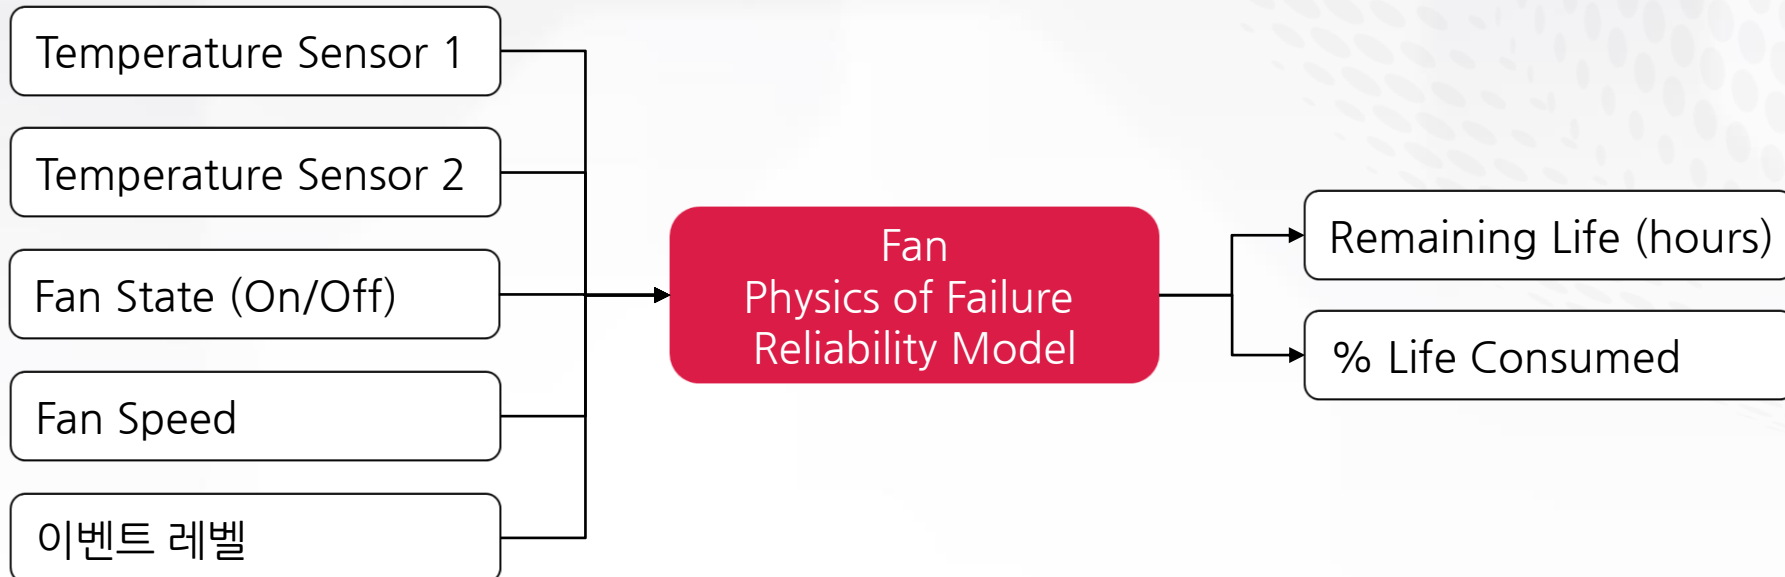 Temperature Sensor 1
Temperature Sensor 2
Fan State (On/Off)
Fan Speed
이벤트 레벨
Fan
Physics of Failure
Reliability Model
Remaining Life (hours)
% Life Consumed